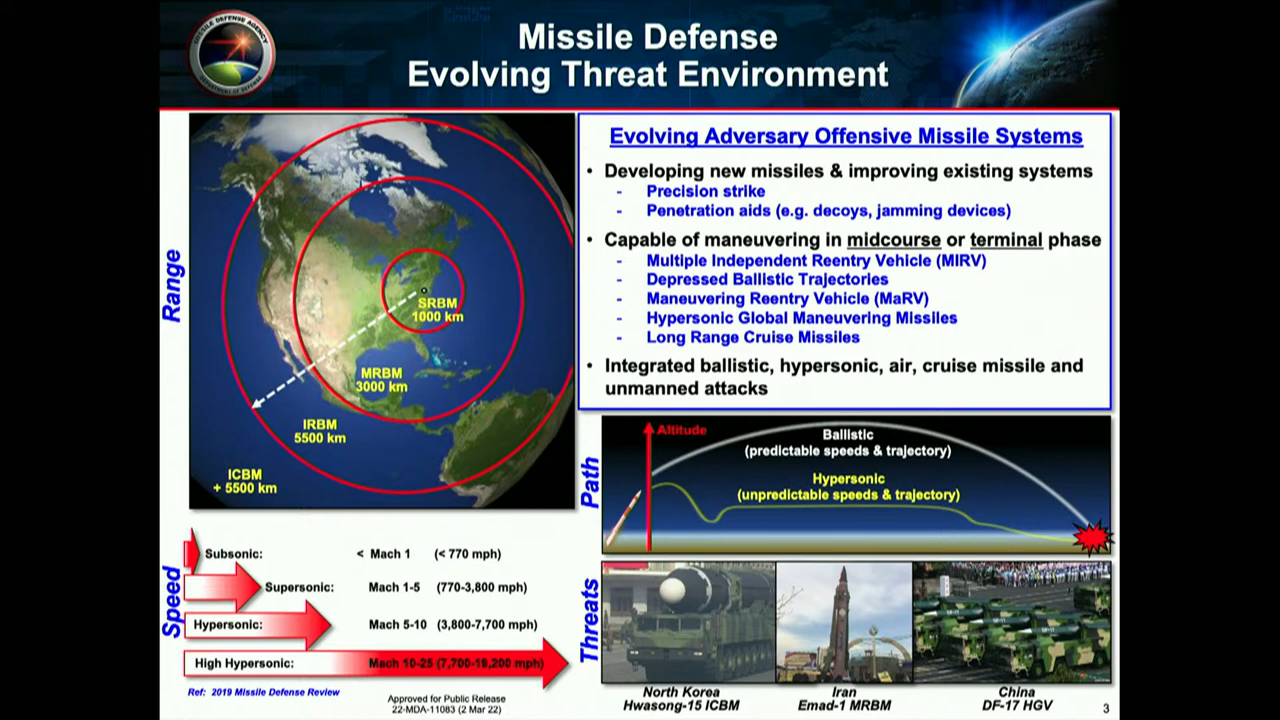 MISSILE DEFENSE AGENCY
DEPARTMENT OF DEFENSE
Missile Defense
Evolving Threat Environment
Range
SRBM
1000 km
MRBM
3000 km
IRBM
5500 km
ICBM
+ 5500 km
Evolving Adversary Offensive Missile Systems
• Developing new missiles & improving existing systems
- Precision strike
- Penetration aids (e.g. decoys, jamming devices)
• Capable of maneuvering in midcourse or terminal phase
- Multiple Independent Reentry Vehicle (MIRV)
- Depressed Ballistic Trajectories
- Maneuvering Reentry Vehicle (MaRV)
- Hypersonic Global Maneuvering Missiles
- Long Range Cruise Missiles
• Integrated ballistic, hypersonic, air, cruise missile and
unmanned attacks
Path
Altitude
Ballistic
(predictable speeds & trajectory)
Hypersonic
(unpredictable speeds & trajectory)
Speed
Subsonic: < Mach 1 (< 770 mph)
Supersonic: Mach 1-5 (770-3,800 mph)
Hypersonic: Mach 5-10 (3,800-7,700 mph)
High Hypersonic: Mach 10-25 (7,700-19,200 mph)
Threats
North Korea
Hwasong-15 ICBM
Iran
Emad-1 MRBM
China
DF-17 HGV
Ref: 2019 Missile Defense Review
Approved for Public Release
22-MDA-11083 (2 Mar 22)
3